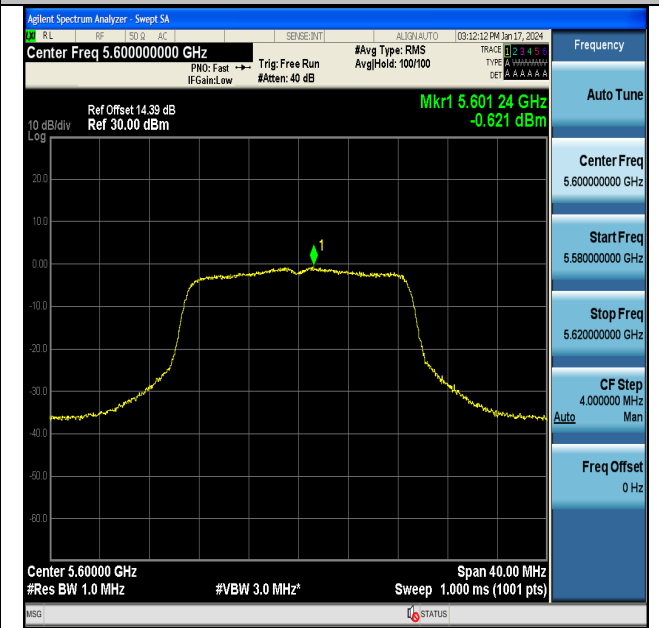 Agilent Spectrum Analyzer - Swept SA
LXI RL RF 50 Ω AC SENSE:INT ALIGN AUTO 03:12:12 PM Jan 17, 2024
Center Freq 5.600000000 GHz #Avg Type: RMS TRACE 1 2 3 4 5 6 Frequency
PNO: Fast Trig: Free Run Avg|Hold: 100/100 TYPE A WWWWW
IFGain:Low #Atten: 40 dB DET A A A A A A
Auto Tune
Mkr1 5.601 24 GHz
Ref Offset 14.39 dB
10 dB/div Ref 30.00 dBm -0.621 dBm
Log
Center Freq
5.600000000 GHz
20.0
10.0
Start Freq
5.580000000 GHz
1
0.00
-10.0
Stop Freq
5.620000000 GHz
-20.0
-30.0
CF Step
4.000000 MHz
Auto Man
-40.0
Freq Offset
0 Hz
-50.0
-60.0
Center 5.60000 GHz Span 40.00 MHz
#Res BW 1.0 MHz #VBW 3.0 MHz* Sweep 1.000 ms (1001 pts)
MSG STATUS